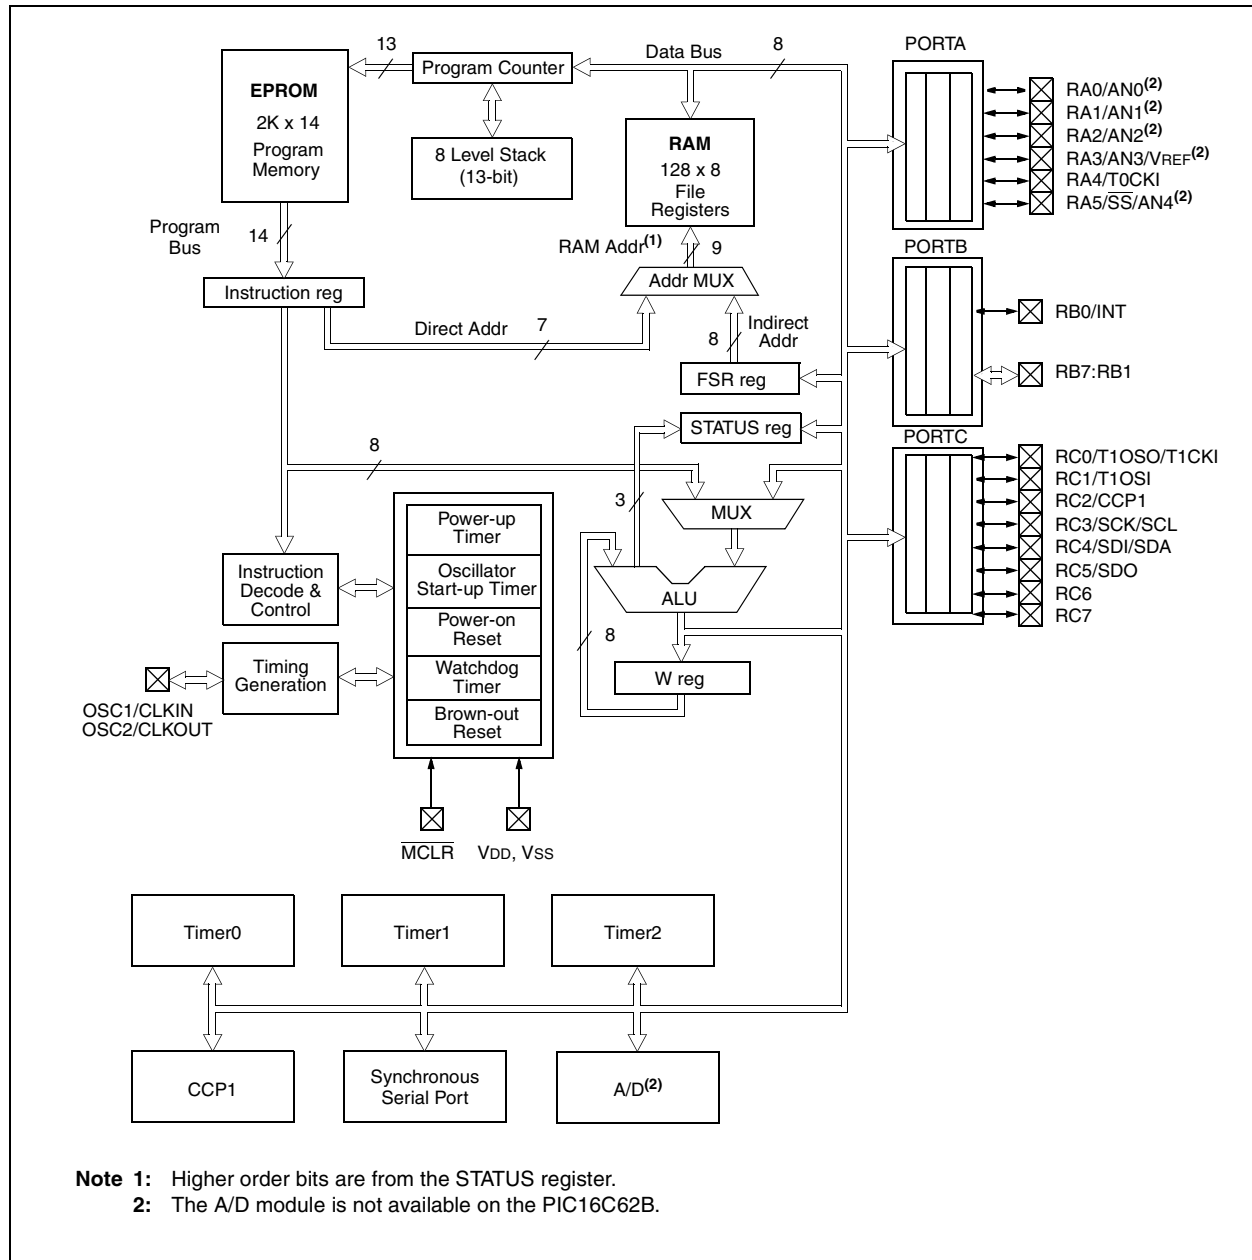 13
Data Bus
8
PORTA
EPROM
2K x 14
Program
Memory
Program Counter
8 Level Stack
(13-bit)
RAM
128 x 8
File
Registers
RA0/AN0(2)
RA1/AN1(2)
RA2/AN2(2)
RA3/AN3/VREF(2)
RA4/T0CKI
RA5/SS/AN4(2)
Program
Bus
14
RAM Addr(1)
9
PORTB
Instruction reg
Addr MUX
RB0/INT
Direct Addr
7
8
Indirect
Addr
FSR reg
RB7:RB1
STATUS reg
PORTC
8
3
MUX
RC0/T1OSO/T1CKI
RC1/T1OSI
RC2/CCP1
RC3/SCK/SCL
RC4/SDI/SDA
RC5/SDO
RC6
RC7
Power-up
Timer
Instruction
Decode &
Control
Oscillator
Start-up Timer
ALU
Power-on
Reset
8
Timing
Generation
Watchdog
Timer
W reg
Brown-out
Reset
OSC1/CLKIN
OSC2/CLKOUT
MCLR
VDD, VSS
Timer0
Timer1
Timer2
CCP1
Synchronous
Serial Port
A/D(2)
Note 1: Higher order bits are from the STATUS register.
2: The A/D module is not available on the PIC16C62B.